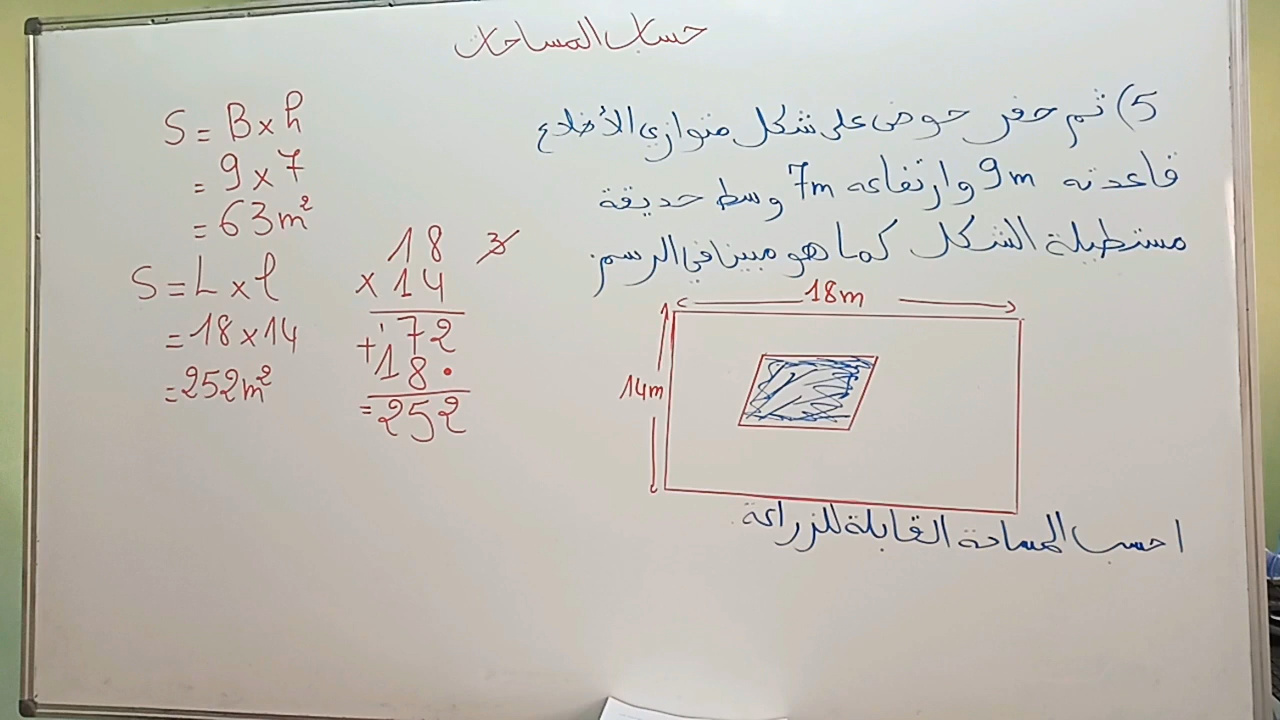 حساب المساحات
5) تم حفر حوض على شكل متوازي الأضلاع
قاعدته 9m وارتفاعه 7m وسط حديقة
مستطيلة الشكل كما هو مبين في الرسم.
18m
14m
احسب المساحة القابلة للزراعة.
S = B x h
= 9 x 7
= 63m²
S = L x l
= 18 x 14
= 252m²
18 3
x 14
1
72
+ 18.
= 252